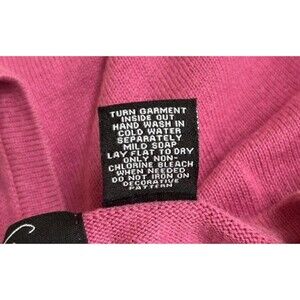 TURN GARMENT
INSIDE OUT
HAND WASH IN
COLD WATER
SEPARATELY
MILD SOAP
LAY FLAT TO DRY
ONLY NON-
CHLORINE BLEACH
WHEN NEEDED
DO NOT IRON ON
DECORATIVE
PATTERN